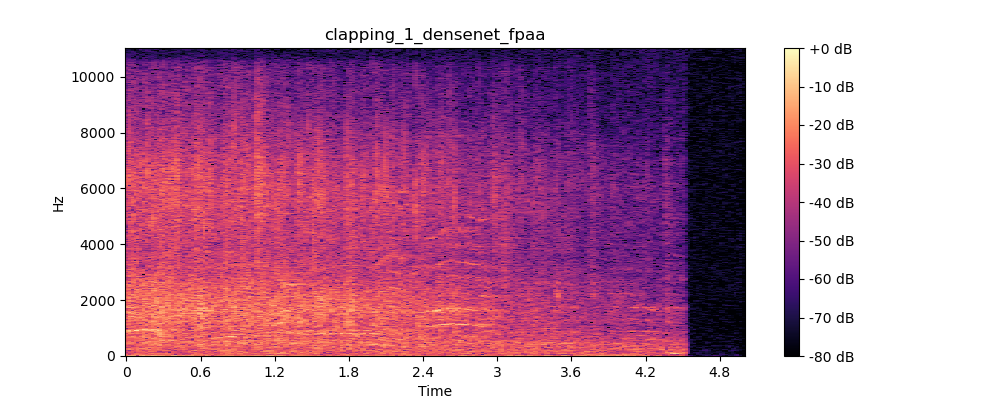 clapping_1_densenet_fpaa
Hz
10000
8000
6000
4000
2000
0
0 0.6 1.2 1.8 2.4 3 3.6 4.2 4.8
Time
+0 dB
-10 dB
-20 dB
-30 dB
-40 dB
-50 dB
-60 dB
-70 dB
-80 dB